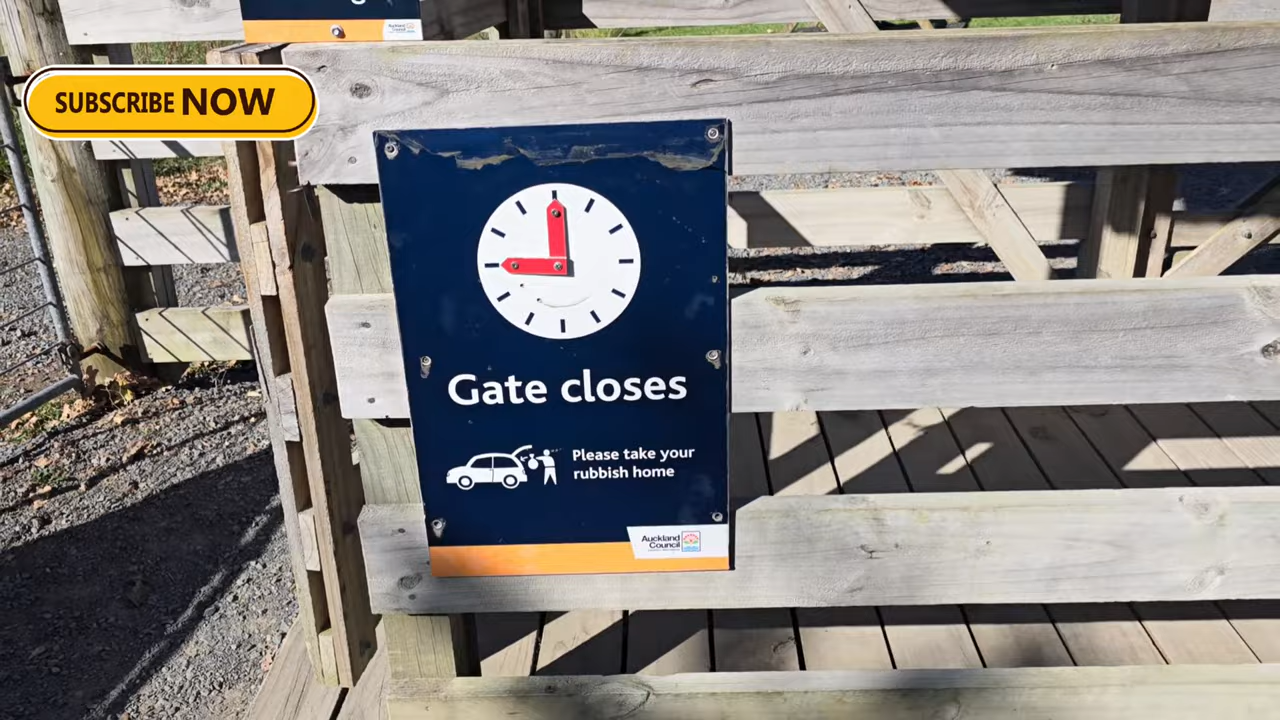 SUBSCRIBE NOW
Gate closes
Please take your
rubbish home
Auckland
Council